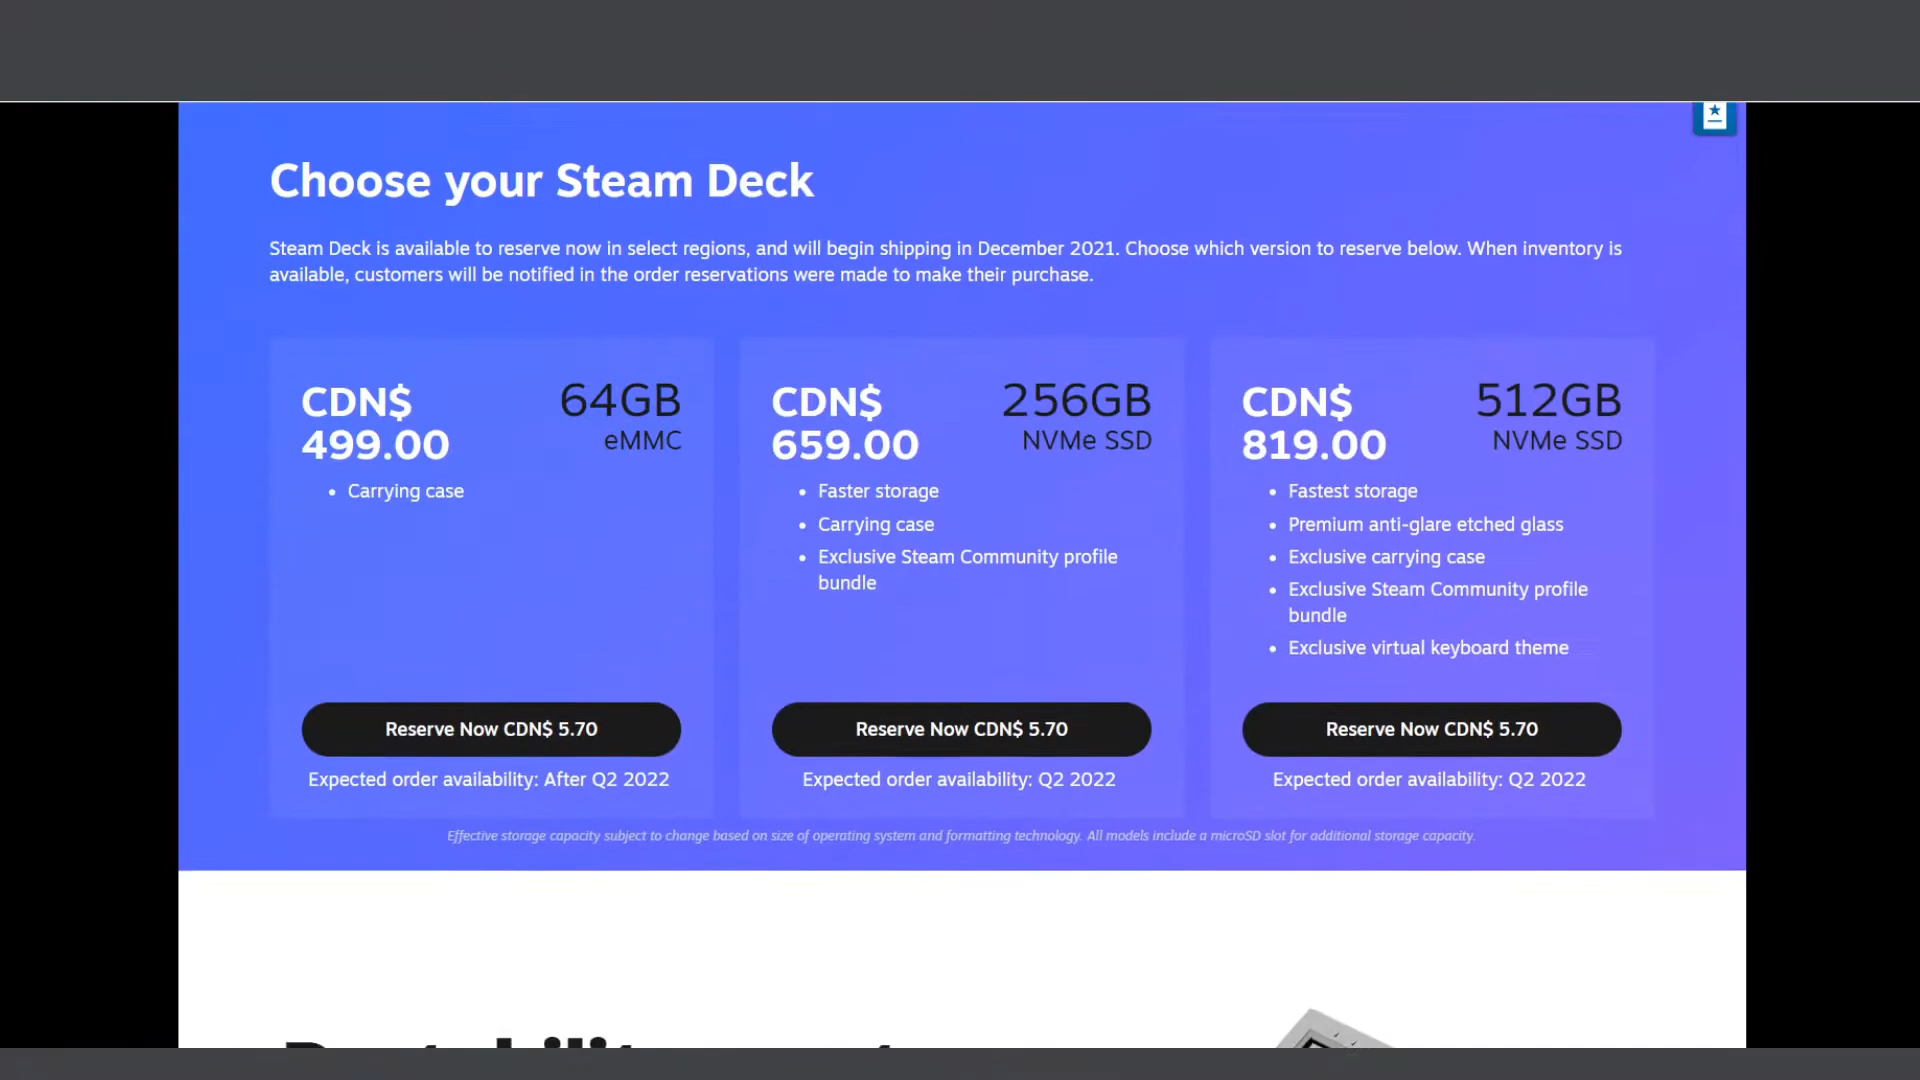 Choose your Steam Deck
Steam Deck is available to reserve now in select regions, and will begin shipping in December 2021. Choose which version to reserve below. When inventory is
available, customers will be notified in the order reservations were made to make their purchase.
CDN$
499.00
64GB
eMMC
• Carrying case
Reserve Now CDN$ 5.70
Expected order availability: After Q2 2022
CDN$
659.00
256GB
NVMe SSD
• Faster storage
• Carrying case
• Exclusive Steam Community profile
bundle
Reserve Now CDN$ 5.70
Expected order availability: Q2 2022
CDN$
819.00
512GB
NVMe SSD
• Fastest storage
• Premium anti-glare etched glass
• Exclusive carrying case
• Exclusive Steam Community profile
bundle
• Exclusive virtual keyboard theme
Reserve Now CDN$ 5.70
Expected order availability: Q2 2022
Effective storage capacity subject to change based on size of operating system and formatting technology. All models include a microSD slot for additional storage capacity.